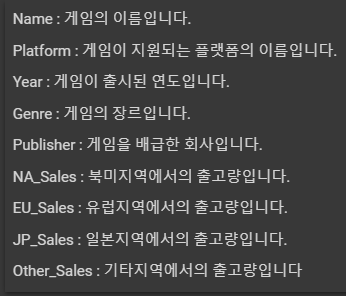 Name : 게임의 이름입니다.
Platform : 게임이 지원되는 플랫폼의 이름입니다.
Year : 게임이 출시된 연도입니다.
Genre : 게임의 장르입니다.
Publisher : 게임을 배급한 회사입니다.
NA_Sales : 북미지역에서의 출고량입니다.
EU_Sales : 유럽지역에서의 출고량입니다.
JP_Sales : 일본지역에서의 출고량입니다.
Other_Sales : 기타지역에서의 출고량입니다